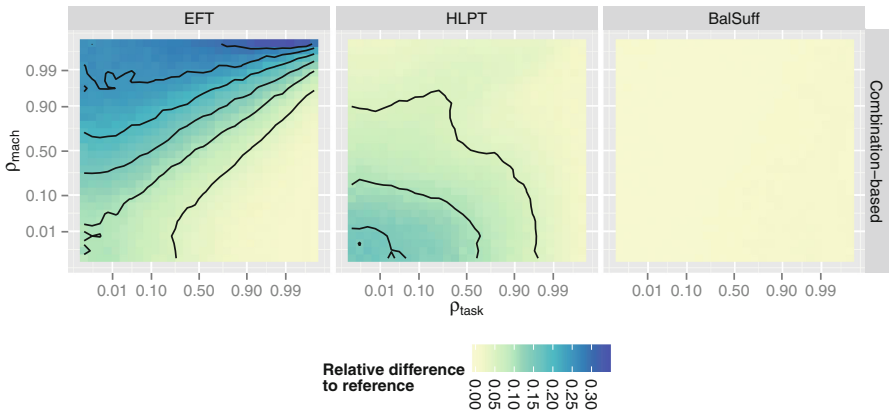 EFT
HLPT
BalSuff
Combination−based
ρmach
0.99
0.90
0.50
0.10
0.01
0.01 0.10 0.50 0.90 0.99
0.01 0.10 0.50 0.90 0.99
0.01 0.10 0.50 0.90 0.99
ρtask
Relative difference
to reference
0.00
0.05
0.10
0.15
0.20
0.25
0.30